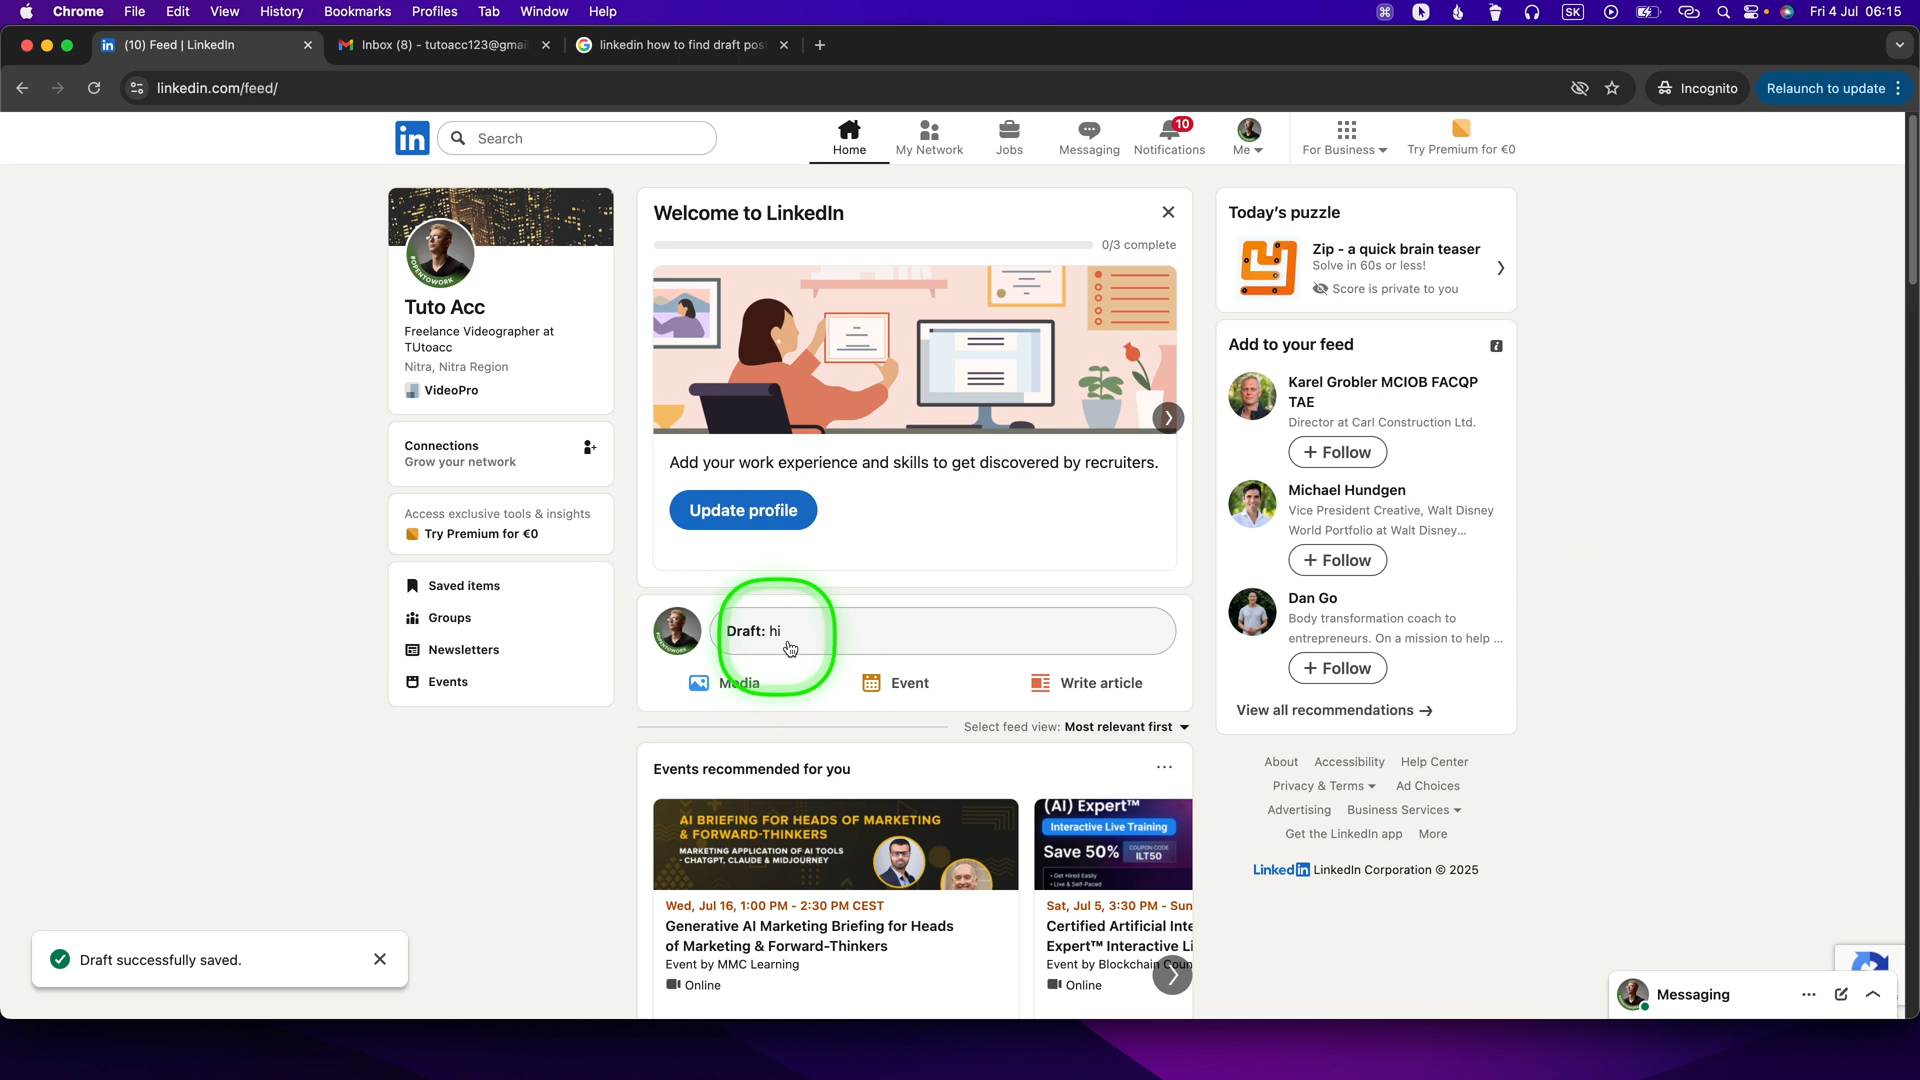 Chrome File Edit View History Bookmarks Profiles Tab Window Help SK Fri 4 Jul 06:15
(10) Feed | LinkedIn
Inbox (8) - tutoacc123@gmai
linkedin how to find draft pos
linkedin.com/feed/
Incognito
Relaunch to update
in
Search
Home
My Network
Jobs
Messaging
10
Notifications
Me
For Business
Try Premium for €0
#OPENTOWORK
Tuto Acc
Freelance Videographer at
TUtoacc
Nitra, Nitra Region
VideoPro
Connections
Grow your network
Access exclusive tools & insights
Try Premium for €0
Saved items
Groups
Newsletters
Events
Welcome to LinkedIn
0/3 complete
Add your work experience and skills to get discovered by recruiters.
Update profile
Draft: hi
Media
Event
Write article
Select feed view: Most relevant first
Events recommended for you
AI BRIEFING FOR HEADS OF MARKETING
& FORWARD-THINKERS
MARKETING APPLICATION OF AI TOOLS
- CHATGPT, CLAUDE & MIDJOURNEY
Wed, Jul 16, 1:00 PM - 2:30 PM CEST
Generative AI Marketing Briefing for Heads
of Marketing & Forward-Thinkers
Event by MMC Learning
Online
(AI) Expert™
Interactive Live Training
Save 50%
COUPON CODE
ILT50
• Get Hired Easily
• Live & Self-Paced
Sat, Jul 5, 3:30 PM - Sun
Certified Artificial Inte
Expert™ Interactive Li
Event by Blockchain Coun
Online
Today's puzzle
Zip - a quick brain teaser
Solve in 60s or less!
Score is private to you
Add to your feed
Karel Grobler MCIOB FACQP
TAE
Director at Carl Construction Ltd.
+ Follow
Michael Hundgen
Vice President Creative, Walt Disney
World Portfolio at Walt Disney...
+ Follow
Dan Go
Body transformation coach to
entrepreneurs. On a mission to help ...
+ Follow
View all recommendations →
About Accessibility Help Center
Privacy & Terms Ad Choices
Advertising Business Services
Get the LinkedIn app More
LinkedIn LinkedIn Corporation © 2025
Draft successfully saved.
Messaging